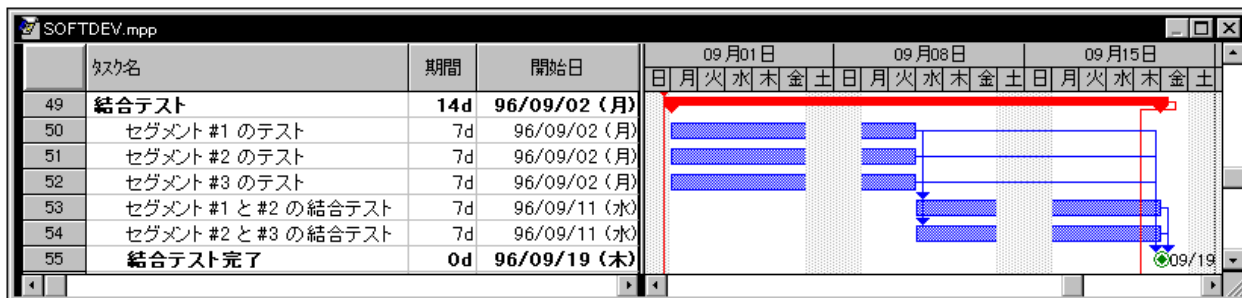 SOFTDEV.mpp
タスク名 期間 開始日 09月01日 09月08日 09月15日
日 月 火 水 木 金 土 日 月 火 水 木 金 土 日 月 火 水 木 金 土
49 結合テスト 14d 96/09/02 (月)
50 セグメント #1 のテスト 7d 96/09/02 (月)
51 セグメント #2 のテスト 7d 96/09/02 (月)
52 セグメント #3 のテスト 7d 96/09/02 (月)
53 セグメント #1 と #2 の結合テスト 7d 96/09/11 (水)
54 セグメント #2 と #3 の結合テスト 7d 96/09/11 (水)
55 結合テスト完了 0d 96/09/19 (木) 09/19